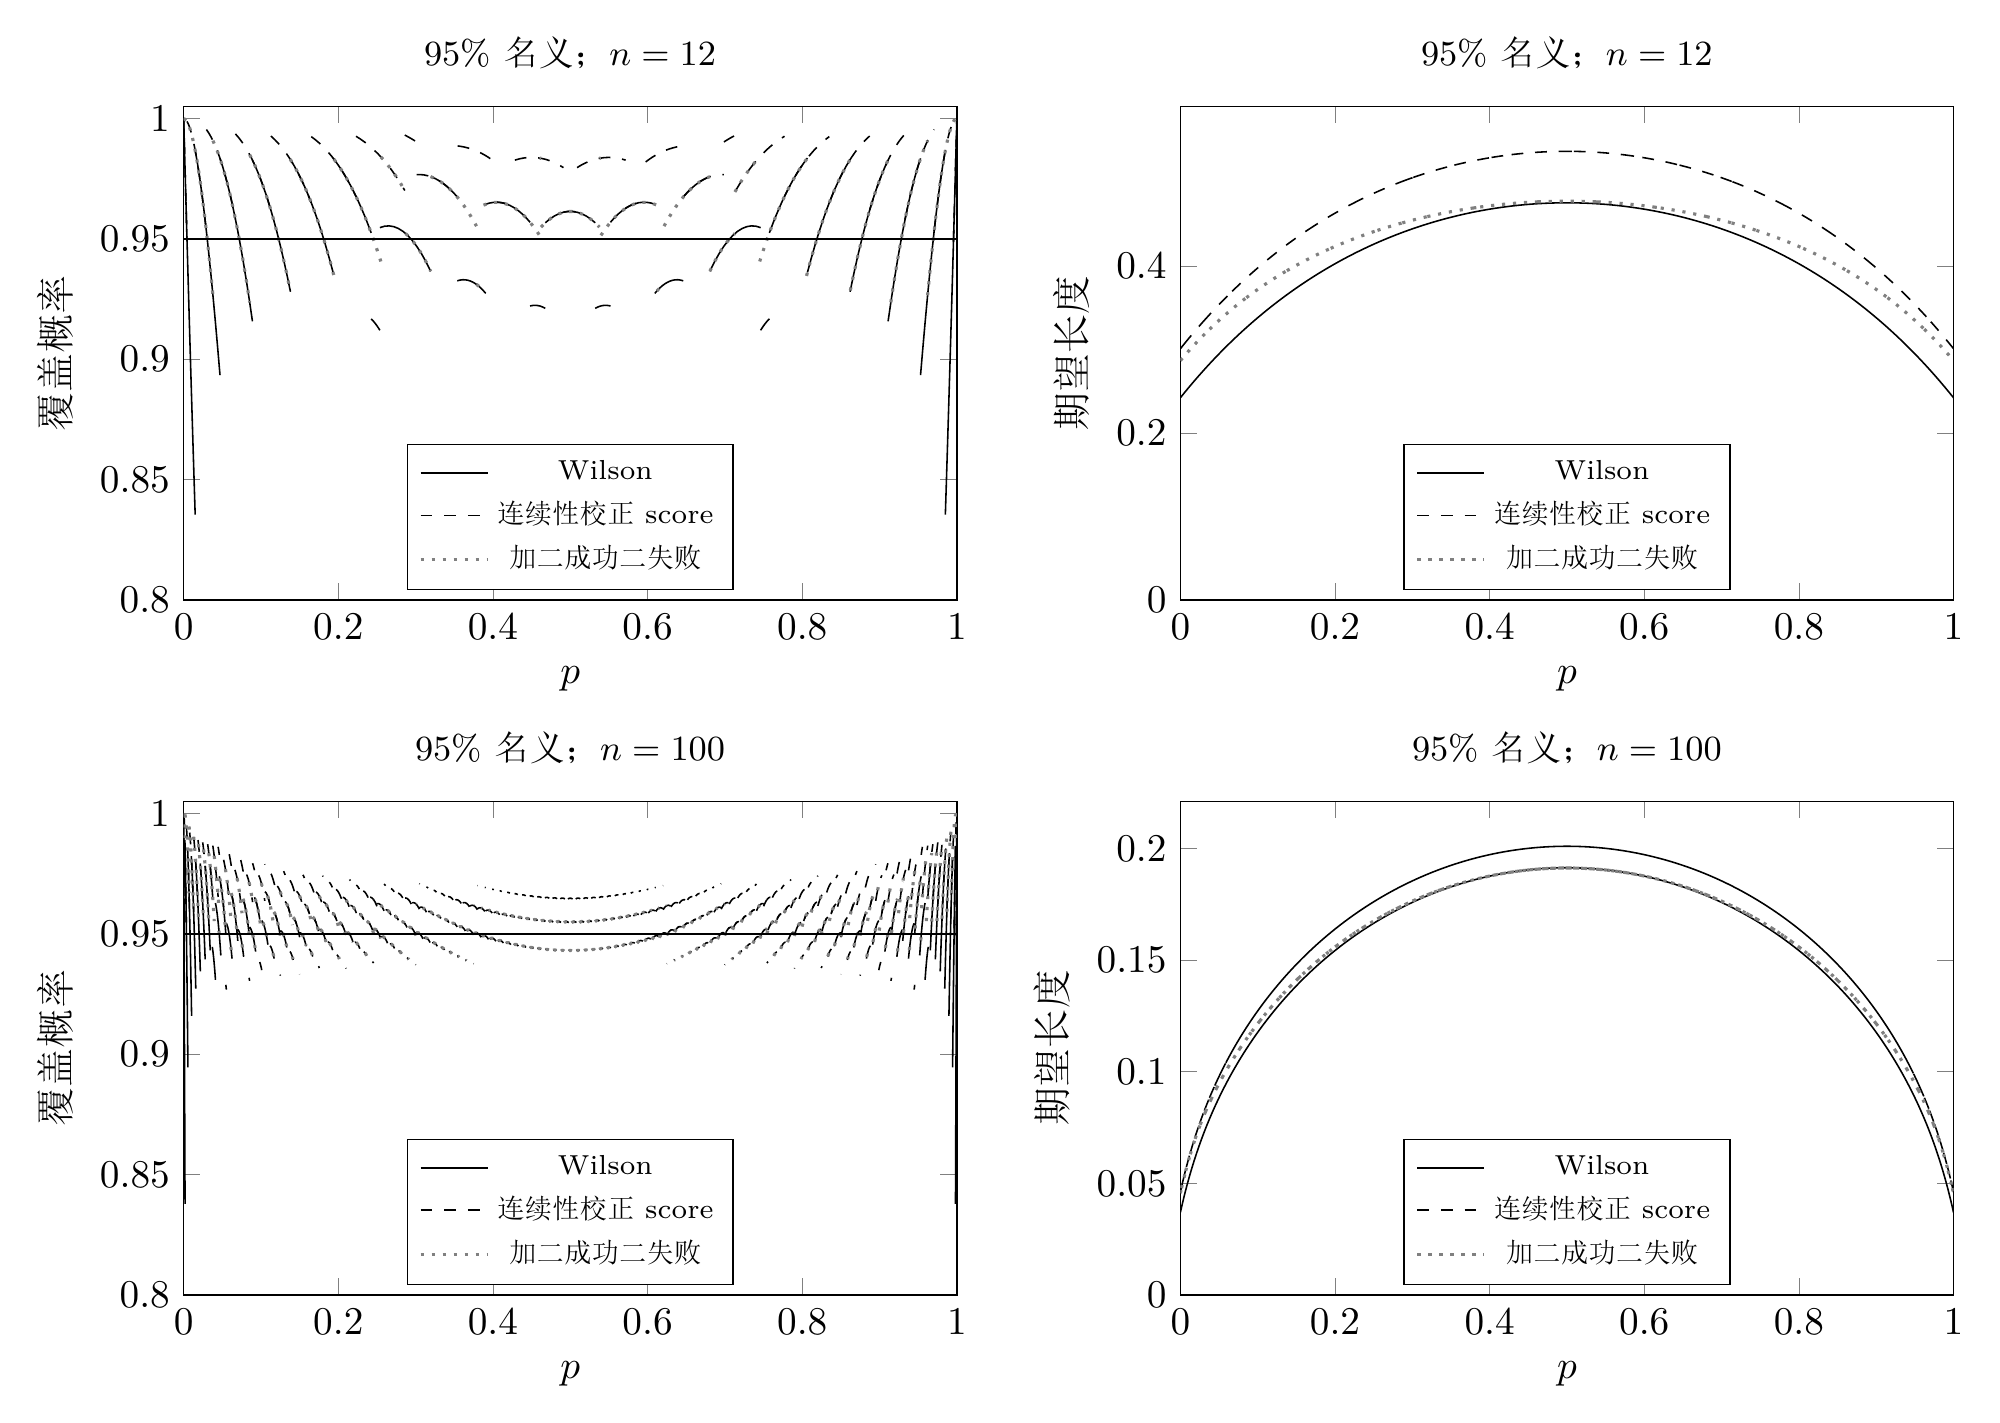 95% 名义；n = 12
覆盖概率
1
0.95
0.9
0.85
0.8
0 0.2 0.4 0.6 0.8 1
p
Wilson
连续性校正 score
加二成功二失败
95% 名义；n = 12
期望长度
0.4
0.2
0
0 0.2 0.4 0.6 0.8 1
p
Wilson
连续性校正 score
加二成功二失败
95% 名义；n = 100
覆盖概率
1
0.95
0.9
0.85
0.8
0 0.2 0.4 0.6 0.8 1
p
Wilson
连续性校正 score
加二成功二失败
95% 名义；n = 100
期望长度
0.2
0.15
0.1
0.05
0
0 0.2 0.4 0.6 0.8 1
p
Wilson
连续性校正 score
加二成功二失败